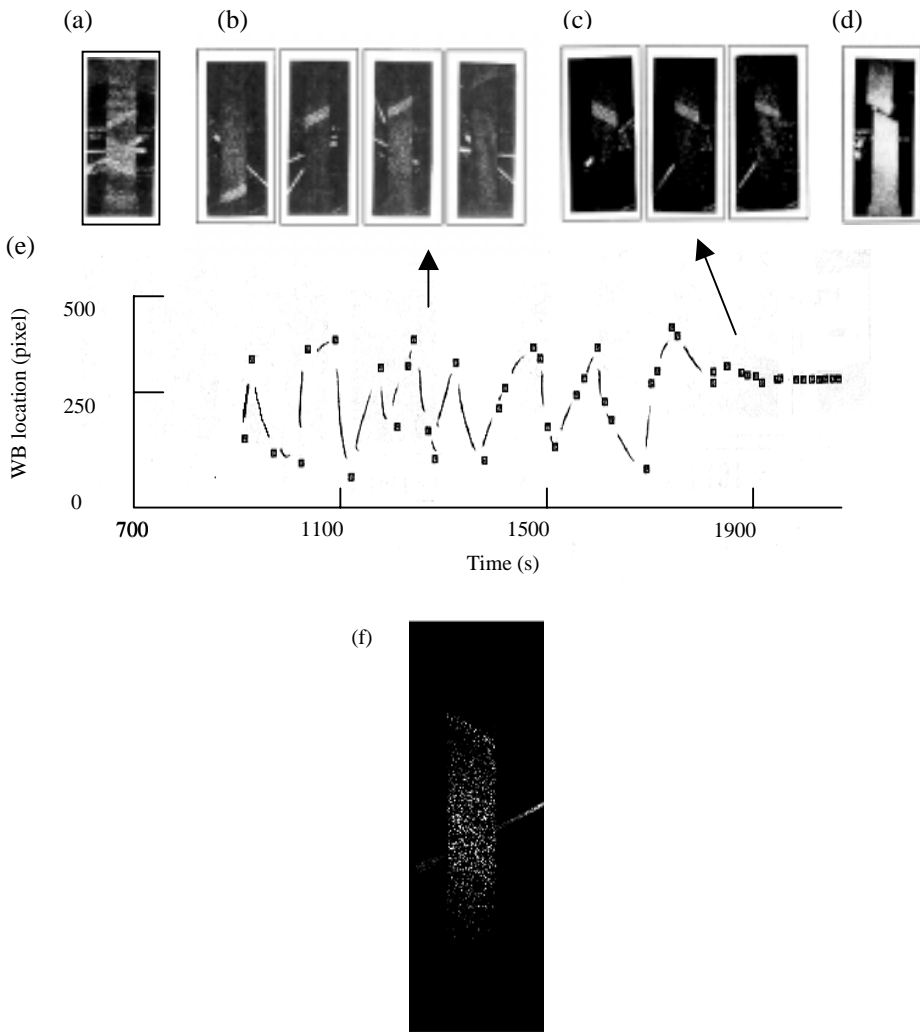 (a) (b) (c) (d)
(e)
500
WB location (pixel)
250
0
700 1100 1500 1900
Time (s)
(f)